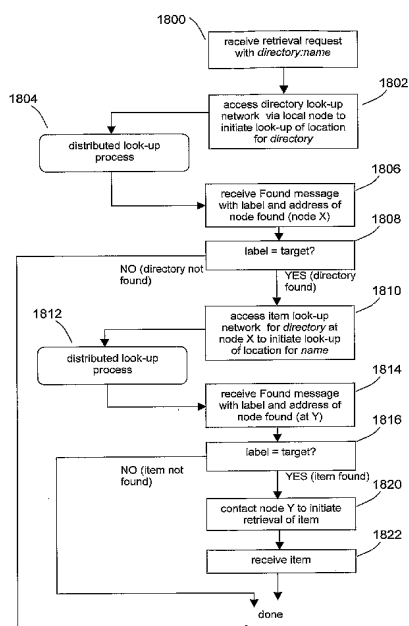 1800
receive retrieval request
with directory:name
1802
access directory look-up
network via local node to
initiate look-up of location
for directory
1804
distributed look-up
process
1806
receive Found message
with label and address of
node found (node X)
1808
label = target?
NO (directory not
found)
YES (directory
found)
1810
access item look-up
network for directory at
node X to initiate look-up
of location for name
1812
distributed look-up
process
1814
receive Found message
with label and address of
node found (at Y)
1816
label = target?
NO (item not
found)
YES (item found)
1820
contact node Y to initiate
retrieval of item
1822
receive item
done